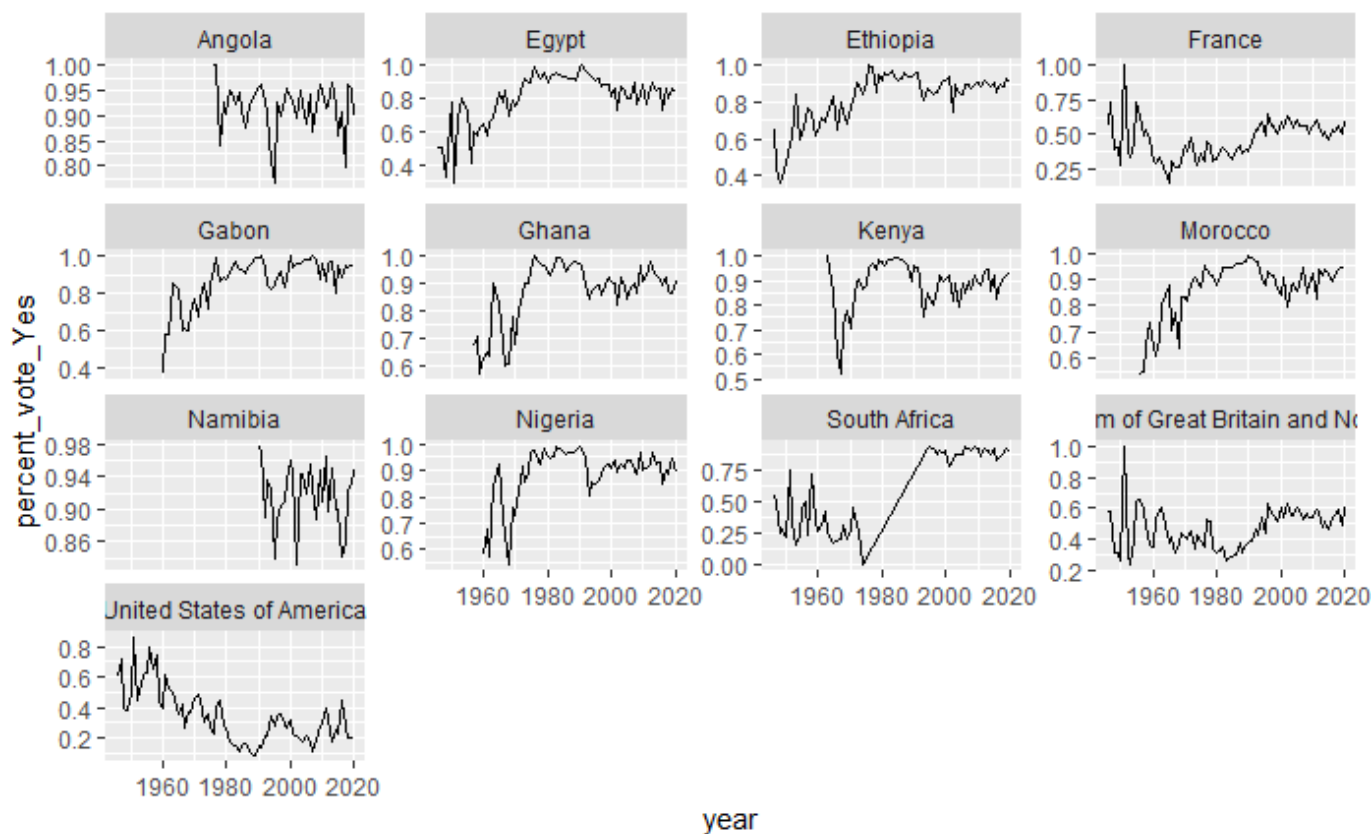 Angola Egypt Ethiopia France
1.00 1.0 1.0 1.00
0.95 0.8 0.8 0.75
0.90 0.6 0.6 0.50
0.85 0.4 0.4 0.25
0.80
Gabon Ghana Kenya Morocco
1.0 1.0 1.0 1.0
0.8 0.9 0.9 0.9
0.6 0.8 0.8 0.8
0.4 0.7 0.7 0.7
0.6 0.6 0.6
0.5
percent_vote_Yes
Namibia Nigeria South Africa m of Great Britain and No
0.98 1.0 0.75 1.0
0.94 0.9 0.50 0.8
0.90 0.8 0.25 0.6
0.86 0.7 0.00 0.4
0.6 0.2
1960 1980 2000 2020 1960 1980 2000 2020 1960 1980 2000 2020
United States of America
0.8
0.6
0.4
0.2
1960 1980 2000 2020
year